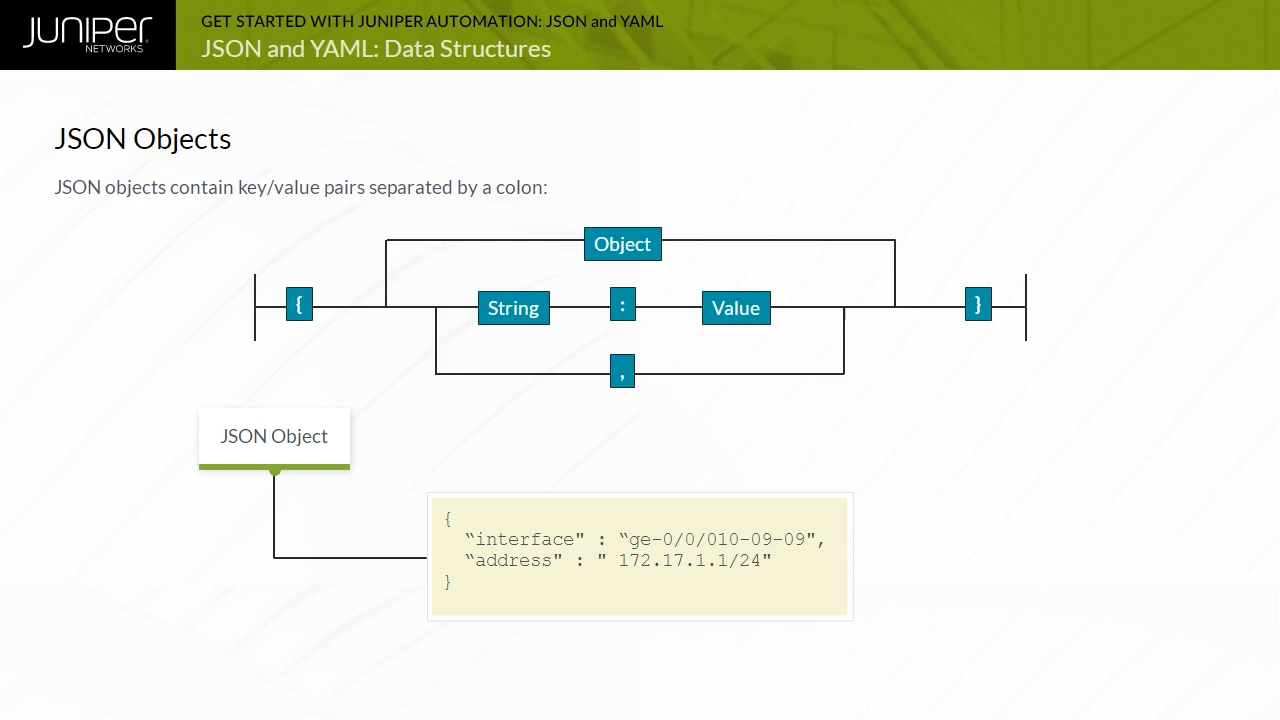 JUNIPEr
NETWORKS
GET STARTED WITH JUNIPER AUTOMATION: JSON and YAML
JSON and YAML: Data Structures
JSON Objects
JSON objects contain key/value pairs separated by a colon:
Object
{ String : Value }
,
JSON Object
{
“interface" : “ge-0/0/010-09-09",
“address" : " 172.17.1.1/24"
}